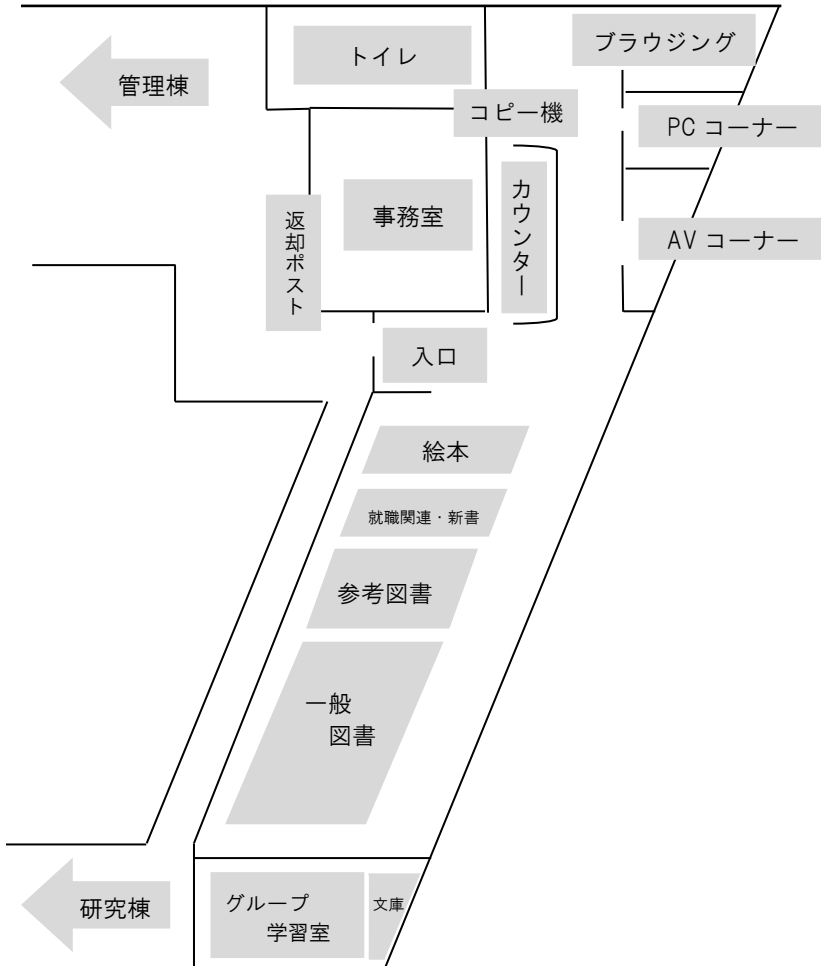 トイレ
ブラウジング
管理棟
コピー機
PC コーナー
カウンター
事務室
返却ポスト
AV コーナー
入口
絵本
就職関連・新書
参考図書
一般
図書
研究棟
グループ
学習室
文庫